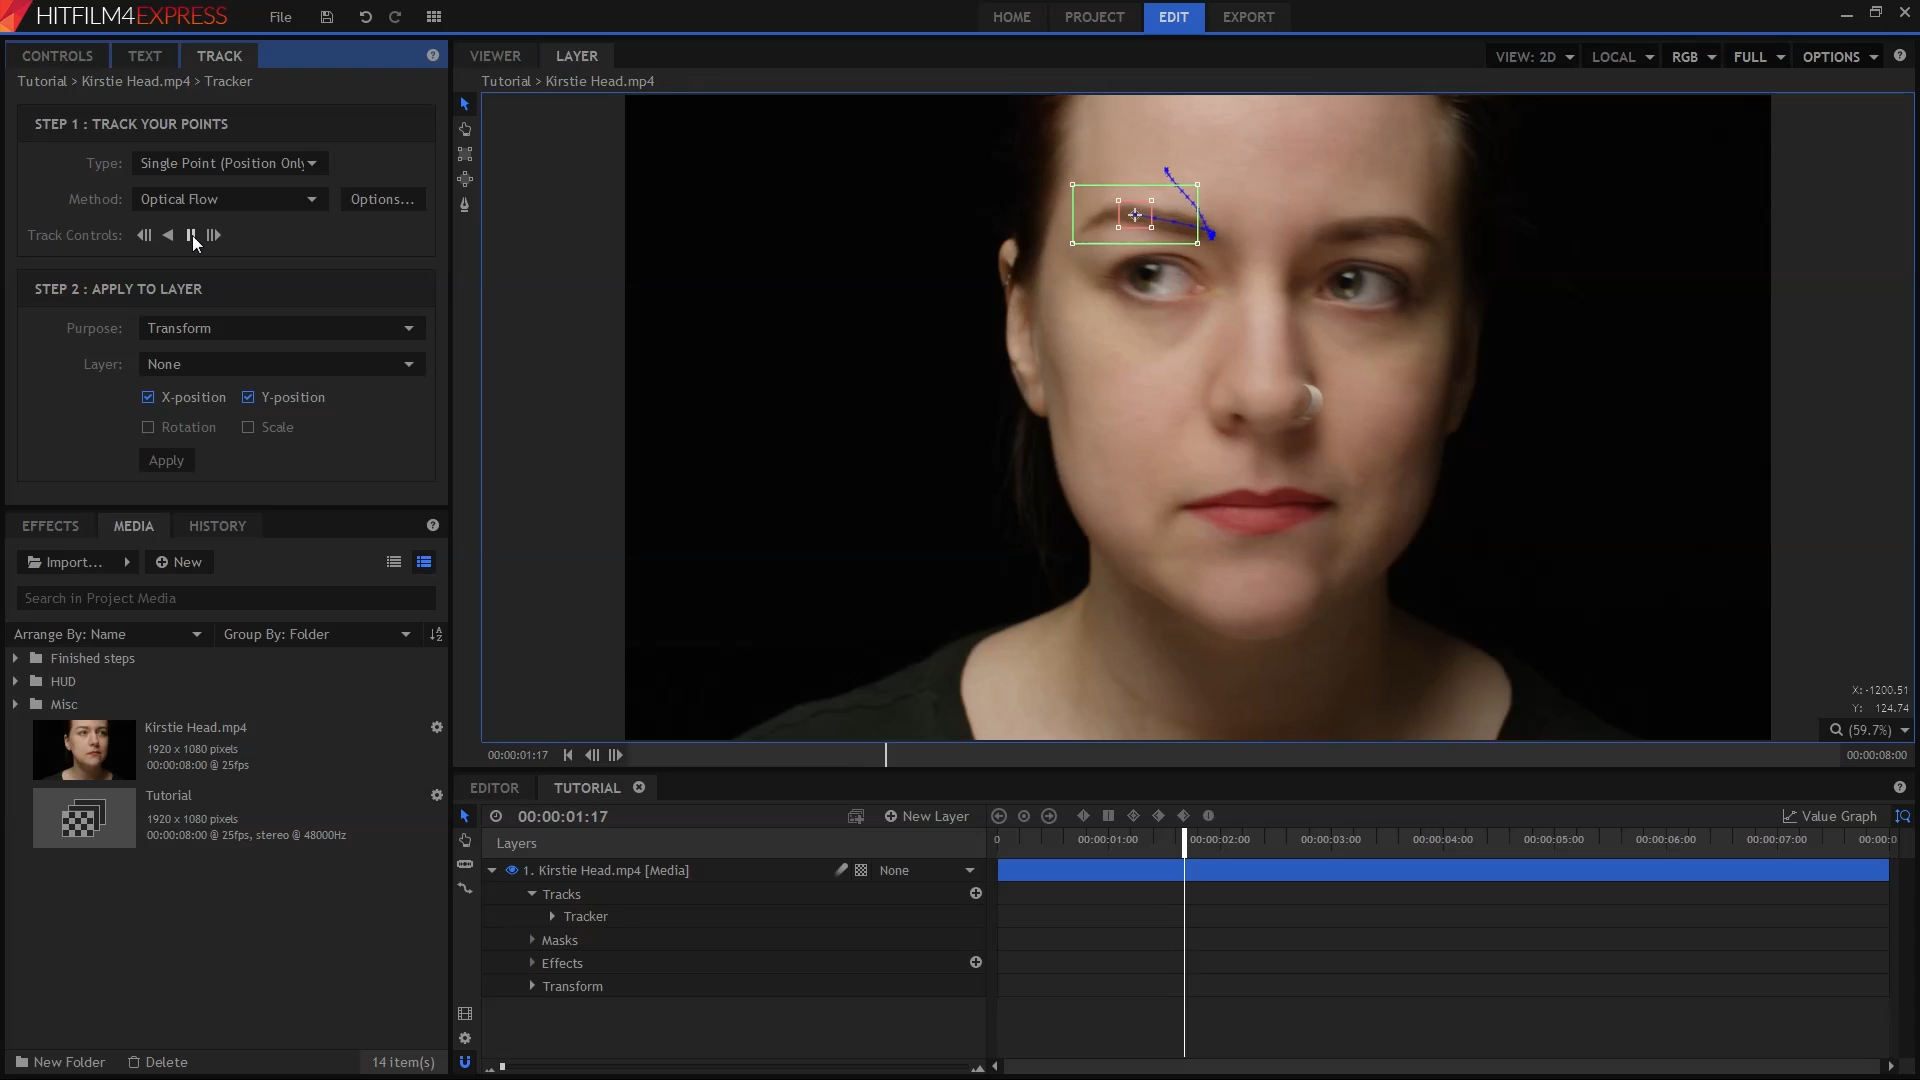 HITFILM4EXPRESS File HOME PROJECT EDIT EXPORT
CONTROLS TEXT TRACK
Tutorial > Kirstie Head.mp4 > Tracker
STEP 1 : TRACK YOUR POINTS
Type: Single Point (Position Only
Method: Optical Flow Options...
Track Controls:
STEP 2 : APPLY TO LAYER
Purpose: Transform
Layer: None
X-position Y-position
Rotation Scale
Apply
VIEWER LAYER VIEW: 2D LOCAL RGB FULL OPTIONS
Tutorial > Kirstie Head.mp4
X: -1200.51
Y: 124.74
(59.7%)
00:00:01:17 00:00:08:00
EFFECTS MEDIA HISTORY
Import... New
Search in Project Media
Arrange By: Name Group By: Folder
Finished steps
HUD
Misc
Kirstie Head.mp4
1920 x 1080 pixels
00:00:08:00 @ 25fps
Tutorial
1920 x 1080 pixels
00:00:08:00 @ 25fps, stereo @ 48000Hz
New Folder Delete 14 item(s)
EDITOR TUTORIAL
00:00:01:17 New Layer Value Graph
Layers 0 00:00:01:00 00:00:02:00 00:00:03:00 00:00:04:00 00:00:05:00 00:00:06:00 00:00:07:00 00:00:0
1. Kirstie Head.mp4 [Media] None
Tracks
Tracker
Masks
Effects
Transform